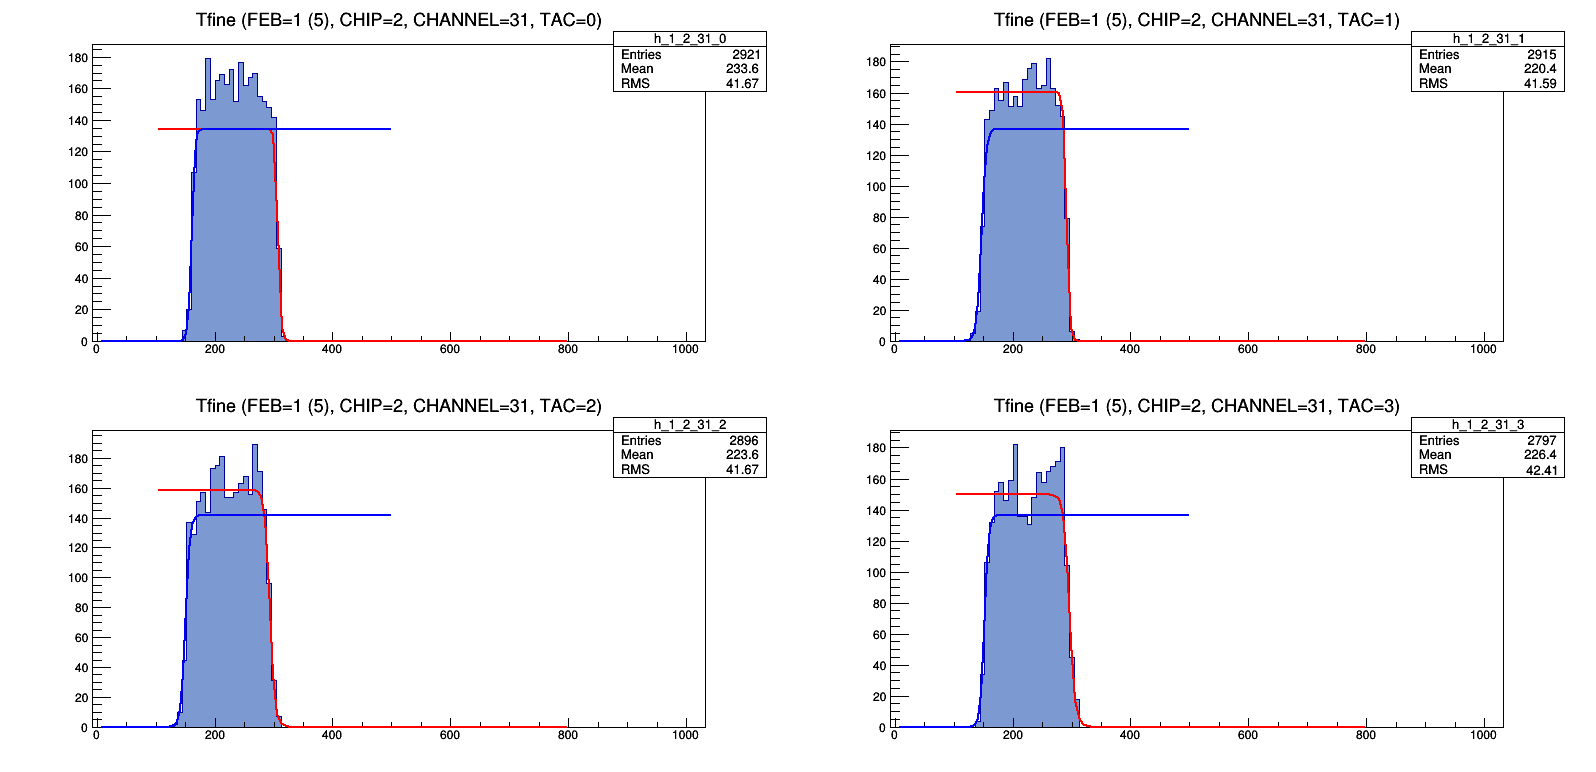 Tfine (FEB=1 (5), CHIP=2, CHANNEL=31, TAC=0)
h_1_2_31_0
Entries 2921
Mean 233.6
RMS 41.67
180
160
140
120
100
80
60
40
20
0
0 200 400 600 800 1000
Tfine (FEB=1 (5), CHIP=2, CHANNEL=31, TAC=1)
h_1_2_31_1
Entries 2915
Mean 220.4
RMS 41.59
180
160
140
120
100
80
60
40
20
0
0 200 400 600 800 1000
Tfine (FEB=1 (5), CHIP=2, CHANNEL=31, TAC=2)
h_1_2_31_2
Entries 2896
Mean 223.6
RMS 41.67
180
160
140
120
100
80
60
40
20
0
0 200 400 600 800 1000
Tfine (FEB=1 (5), CHIP=2, CHANNEL=31, TAC=3)
h_1_2_31_3
Entries 2797
Mean 226.4
RMS 42.41
180
160
140
120
100
80
60
40
20
0
0 200 400 600 800 1000